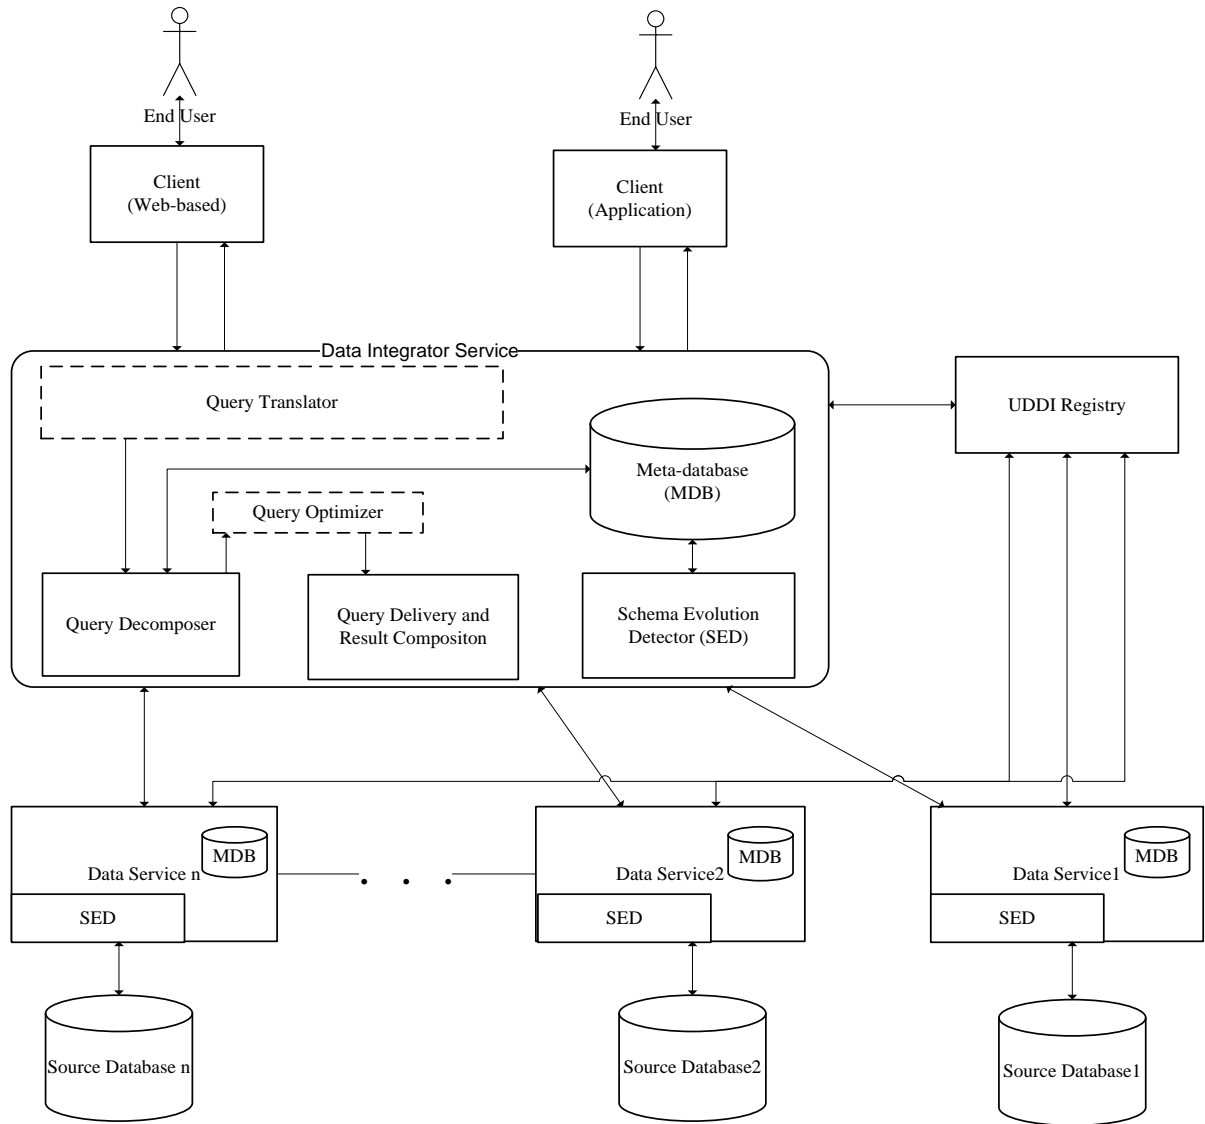 End User
End User
Client
(Web-based)
Client
(Application)
Data Integrator Service
Query Translator
UDDI Registry
Meta-database
(MDB)
Query Optimizer
Query Decomposer
Query Delivery and
Result Compositon
Schema Evolution
Detector (SED)
Data Service n
MDB
SED
. . .
Data Service2
MDB
SED
Data Service1
MDB
SED
Source Database n
Source Database2
Source Database1